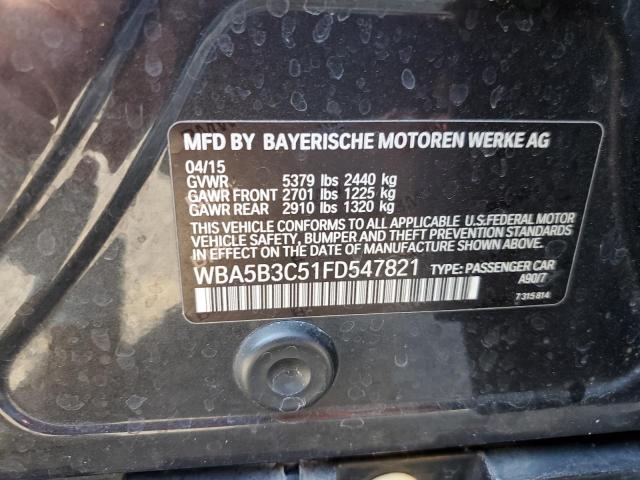 MFD BY BAYERISCHE MOTOREN WERKE AG
04/15
GVWR 5379 lbs 2440 kg
GAWR FRONT 2701 lbs 1225 kg
GAWR REAR 2910 lbs 1320 kg
THIS VEHICLE CONFORMS TO ALL APPLICABLE U.S.FEDERAL MOTOR
VEHICLE SAFETY, BUMPER AND THEFT PREVENTION STANDARDS
IN EFFECT ON THE DATE OF MANUFACTURE SHOWN ABOVE.
WBA5B3C51FD547821 TYPE: PASSENGER CAR
A90/7
7 315 814